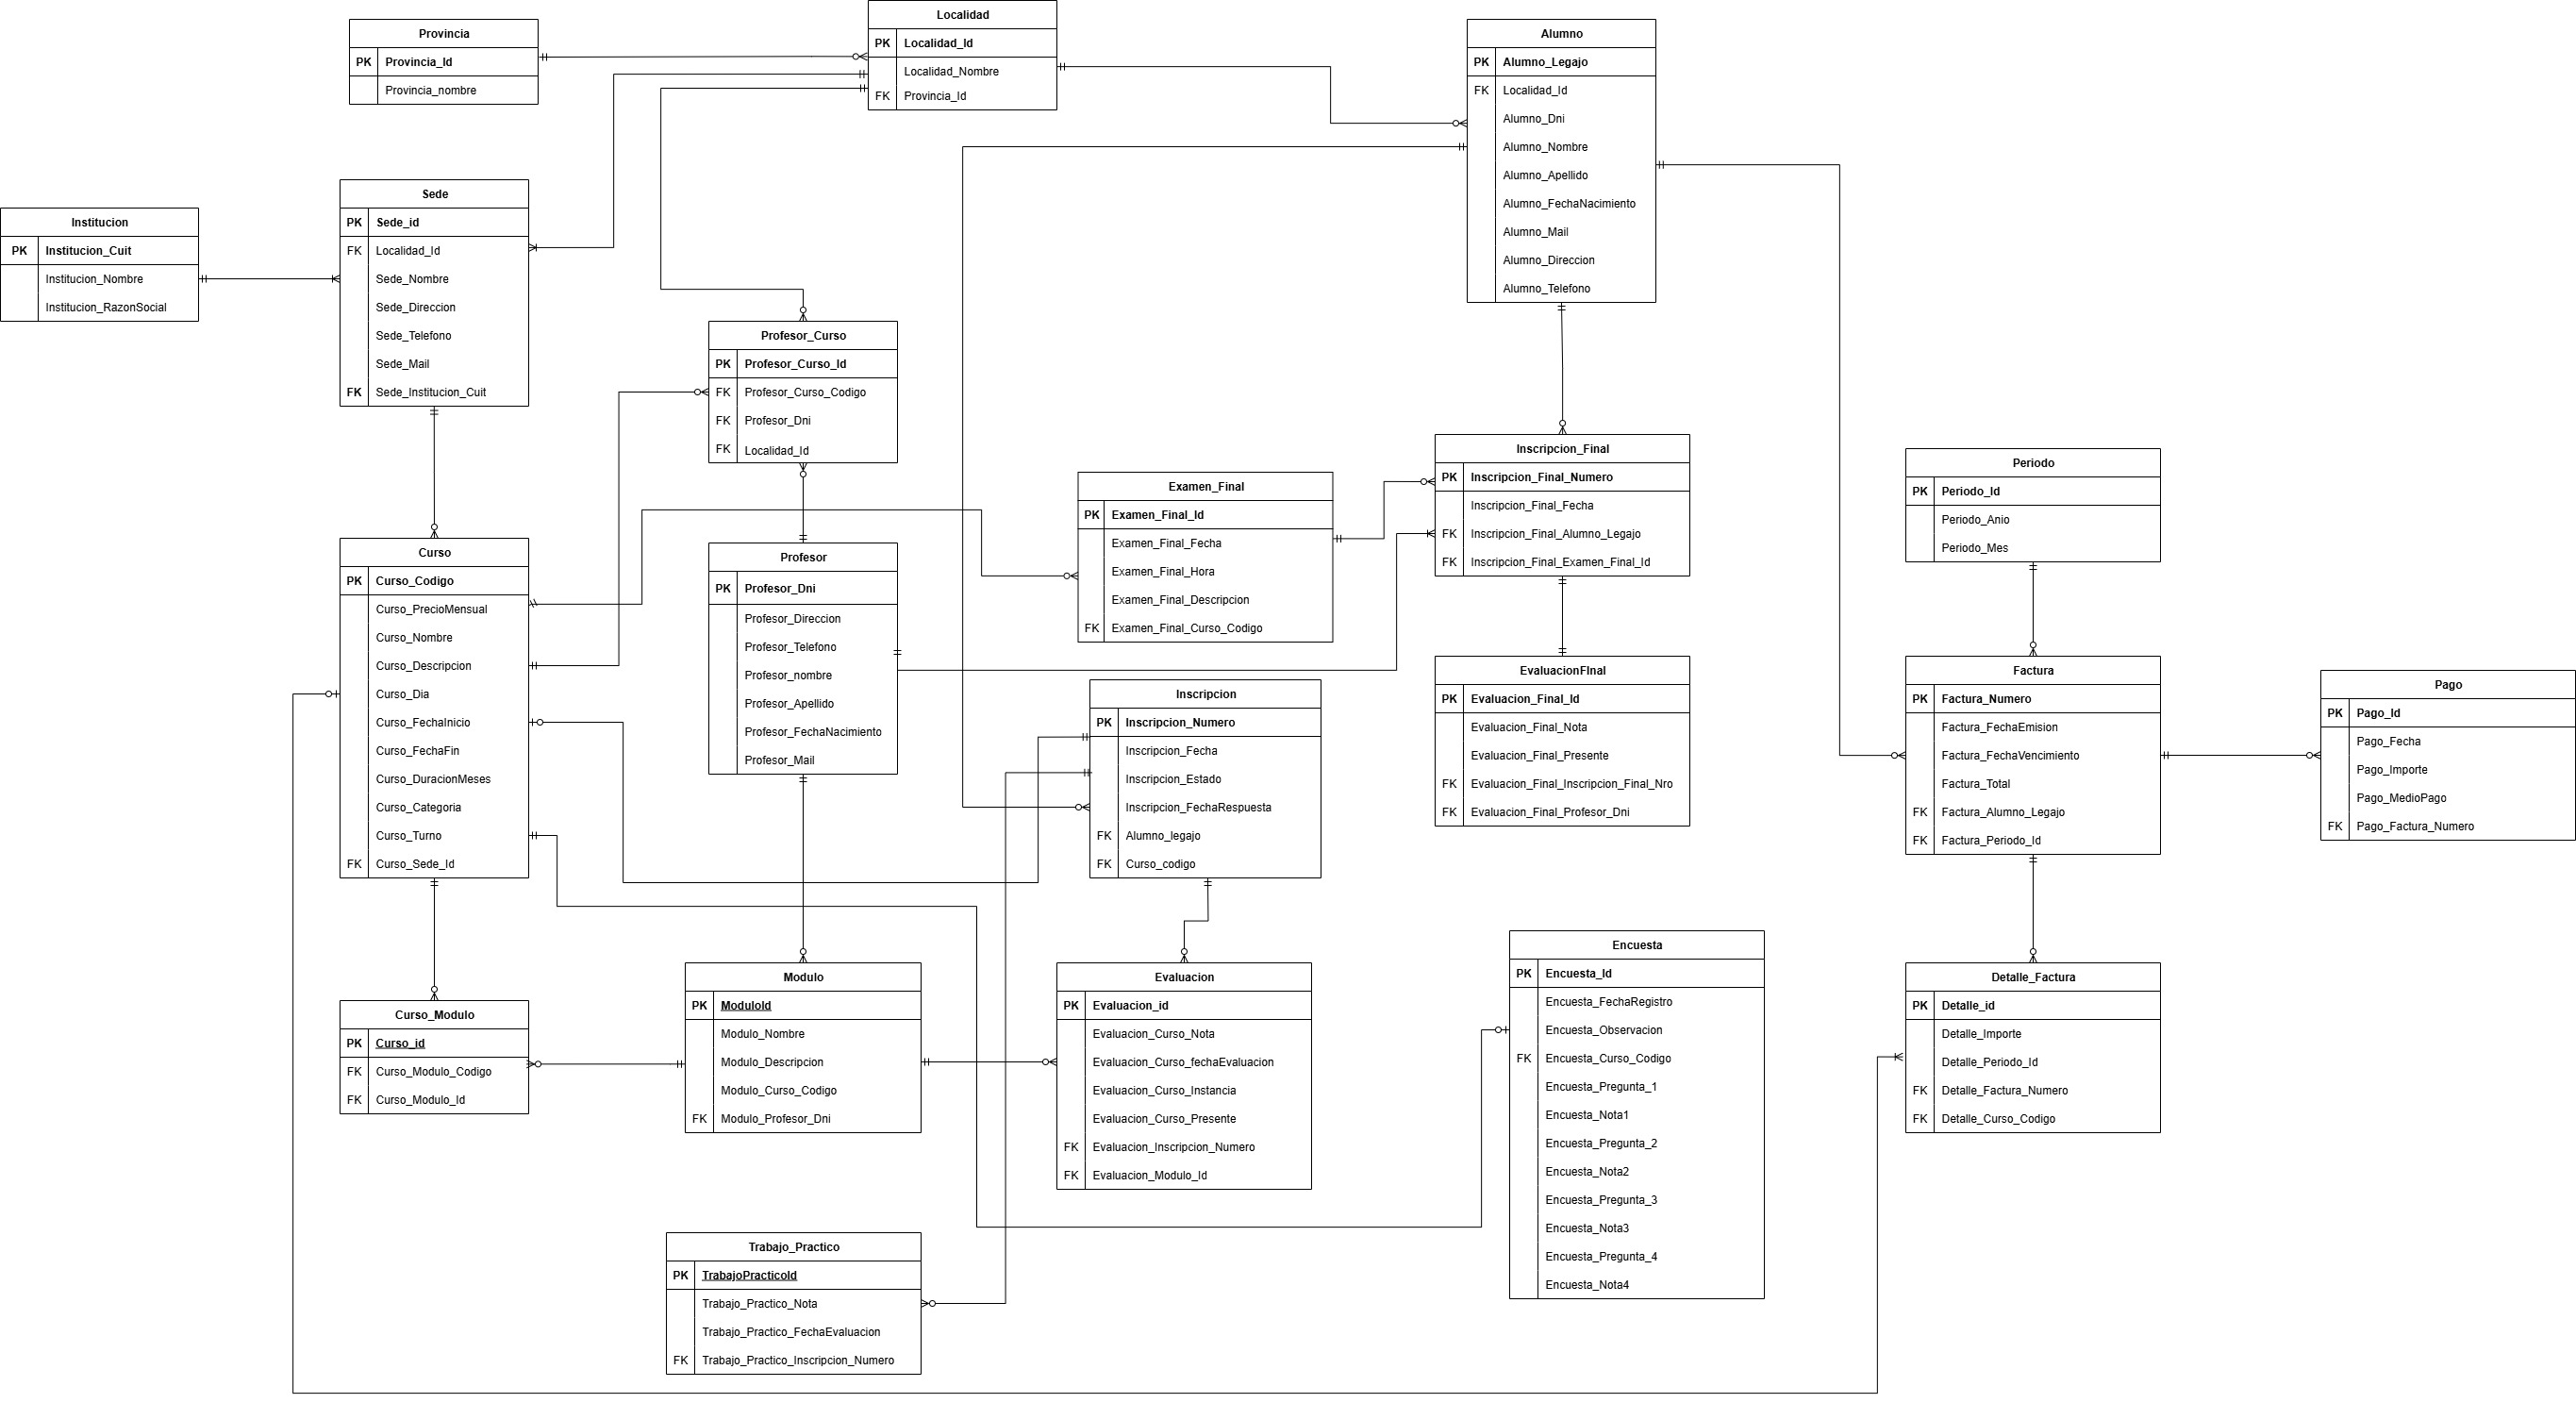 Provincia
PK Provincia_Id
Provincia_nombre
Localidad
PK Localidad_Id
Localidad_Nombre
FK Provincia_Id
Alumno
PK Alumno_Legajo
FK Localidad_Id
Alumno_Dni
Alumno_Nombre
Alumno_Apellido
Alumno_FechaNacimiento
Alumno_Mail
Alumno_Direccion
Alumno_Telefono
Institucion
PK Institucion_Cuit
Institucion_Nombre
Institucion_RazonSocial
Sede
PK Sede_id
FK Localidad_Id
Sede_Nombre
Sede_Direccion
Sede_Telefono
Sede_Mail
FK Sede_Institucion_Cuit
Profesor_Curso
PK Profesor_Curso_Id
FK Profesor_Curso_Codigo
FK Profesor_Dni
FK Localidad_Id
Examen_Final
PK Examen_Final_Id
Examen_Final_Fecha
Examen_Final_Hora
Examen_Final_Descripcion
FK Examen_Final_Curso_Codigo
Inscripcion_Final
PK Inscripcion_Final_Numero
Inscripcion_Final_Fecha
FK Inscripcion_Final_Alumno_Legajo
FK Inscripcion_Final_Examen_Final_Id
Periodo
PK Periodo_Id
Periodo_Anio
Periodo_Mes
Curso
PK Curso_Codigo
Curso_PrecioMensual
Curso_Nombre
Curso_Descripcion
Curso_Dia
Curso_FechaInicio
Curso_FechaFin
Curso_DuracionMeses
Curso_Categoria
Curso_Turno
FK Curso_Sede_Id
Profesor
PK Profesor_Dni
Profesor_Direccion
Profesor_Telefono
Profesor_nombre
Profesor_Apellido
Profesor_FechaNacimiento
Profesor_Mail
Inscripcion
PK Inscripcion_Numero
Inscripcion_Fecha
Inscripcion_Estado
Inscripcion_FechaRespuesta
FK Alumno_legajo
FK Curso_codigo
EvaluacionFInal
PK Evaluacion_Final_Id
Evaluacion_Final_Nota
Evaluacion_Final_Presente
FK Evaluacion_Final_Inscripcion_Final_Nro
FK Evaluacion_Final_Profesor_Dni
Factura
PK Factura_Numero
Factura_FechaEmision
Factura_FechaVencimiento
Factura_Total
FK Factura_Alumno_Legajo
FK Factura_Periodo_Id
Pago
PK Pago_Id
Pago_Fecha
Pago_Importe
Pago_MedioPago
FK Pago_Factura_Numero
Curso_Modulo
PK Curso_id
FK Curso_Modulo_Codigo
FK Curso_Modulo_Id
Modulo
PK ModuloId
Modulo_Nombre
Modulo_Descripcion
Modulo_Curso_Codigo
FK Modulo_Profesor_Dni
Evaluacion
PK Evaluacion_id
Evaluacion_Curso_Nota
Evaluacion_Curso_fechaEvaluacion
Evaluacion_Curso_Instancia
Evaluacion_Curso_Presente
FK Evaluacion_Inscripcion_Numero
FK Evaluacion_Modulo_Id
Encuesta
PK Encuesta_Id
Encuesta_FechaRegistro
Encuesta_Observacion
FK Encuesta_Curso_Codigo
Encuesta_Pregunta_1
Encuesta_Nota1
Encuesta_Pregunta_2
Encuesta_Nota2
Encuesta_Pregunta_3
Encuesta_Nota3
Encuesta_Pregunta_4
Encuesta_Nota4
Detalle_Factura
PK Detalle_id
Detalle_Importe
Detalle_Periodo_Id
FK Detalle_Factura_Numero
FK Detalle_Curso_Codigo
Trabajo_Practico
PK TrabajoPracticoId
Trabajo_Practico_Nota
Trabajo_Practico_FechaEvaluacion
FK Trabajo_Practico_Inscripcion_Numero